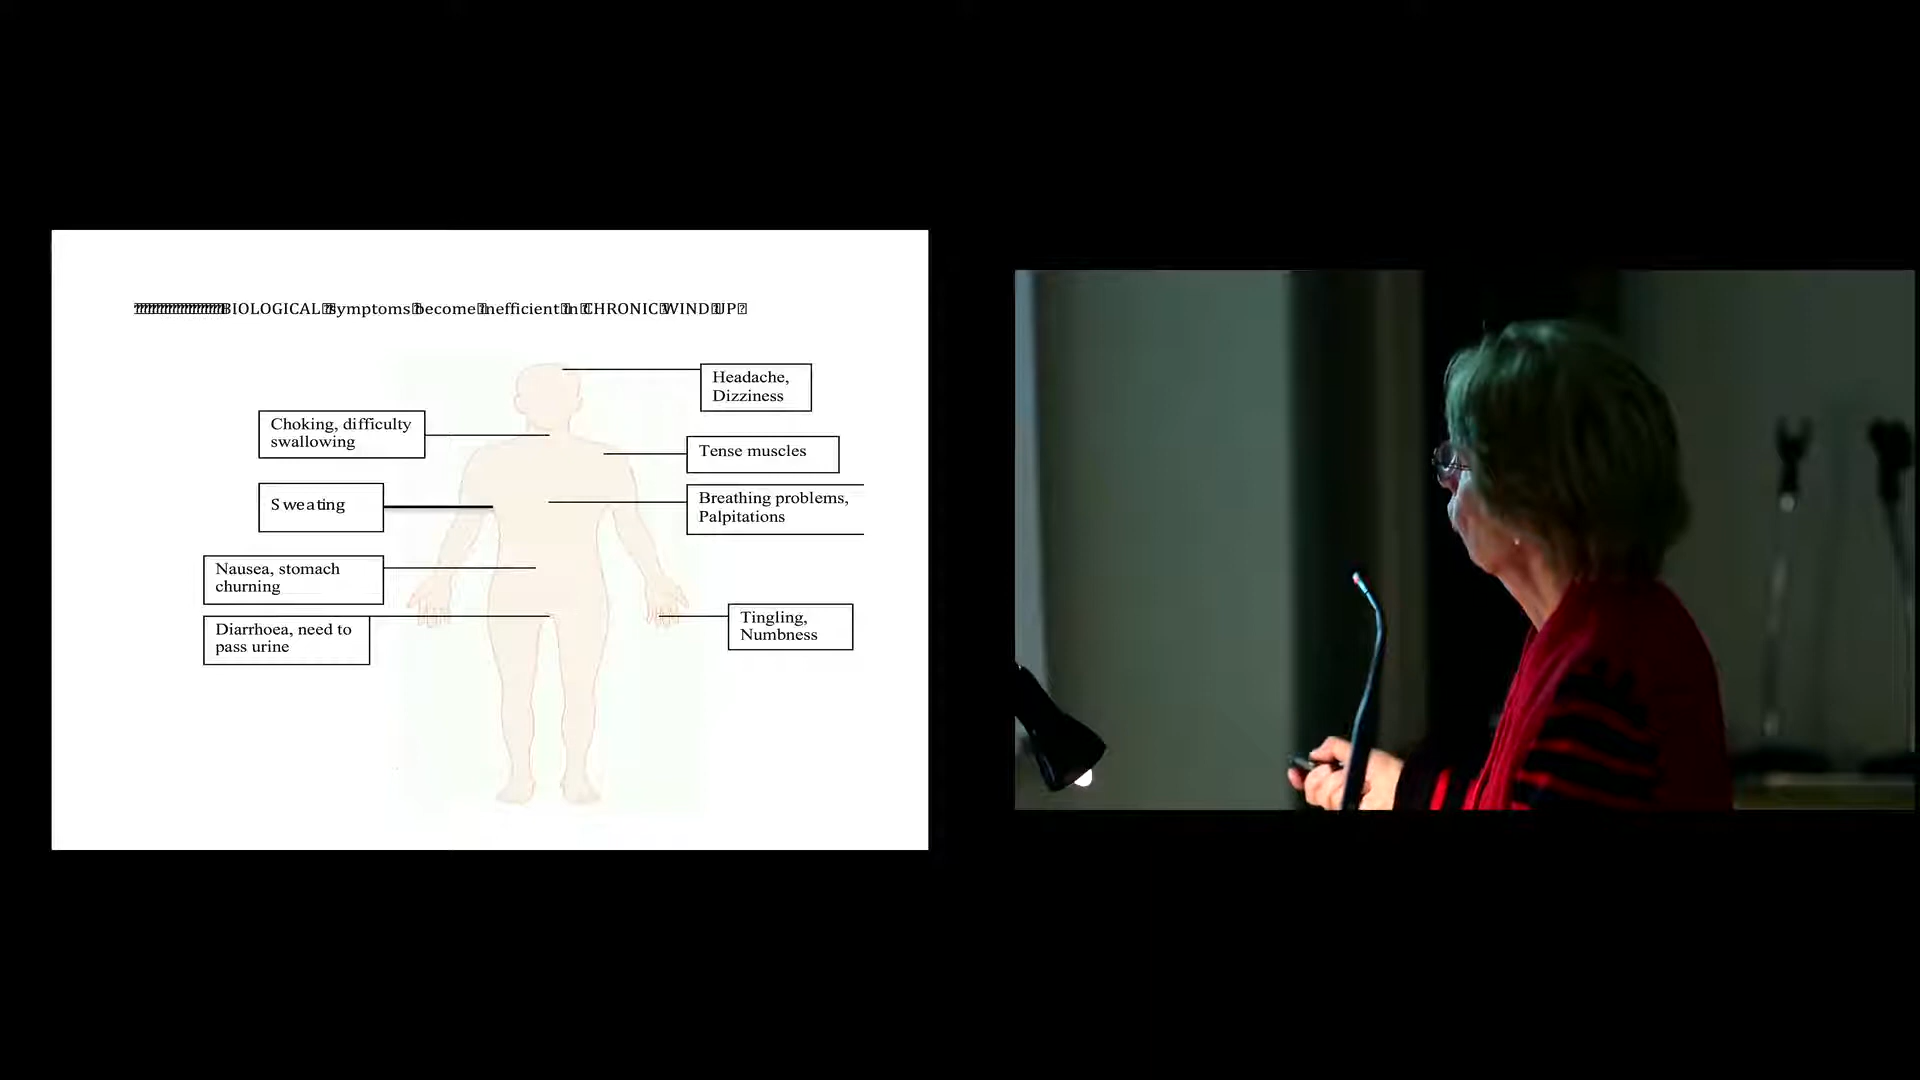 BIOLOGICAL symptoms become inefficient in CHRONIC WIND UP
Headache,
Dizziness
Choking, difficulty
swallowing
Tense muscles
Sweating
Breathing problems,
Palpitations
Nausea, stomach
churning
Tingling,
Numbness
Diarrhoea, need to
pass urine